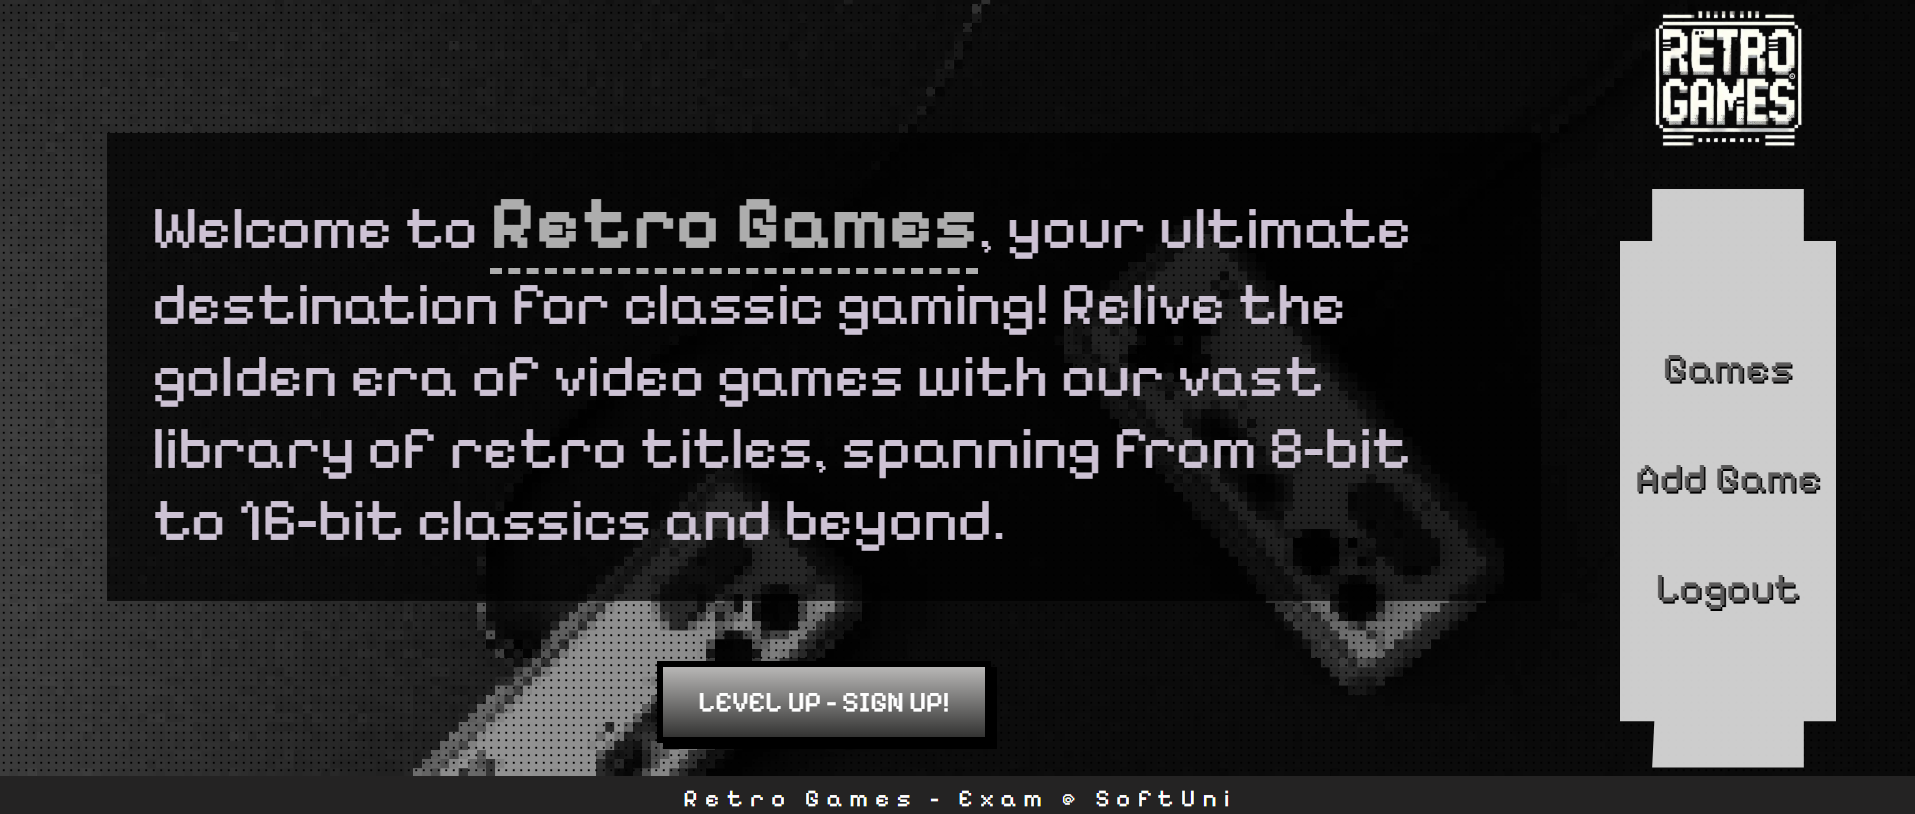 RETRO
GAMES
Welcome to Retro Games, your ultimate
destination for classic gaming! Relive the
golden era of video games with our vast
library of retro titles, spanning from 8-bit
to 16-bit classics and beyond.
Games
Add Game
Logout
LEVEL UP - SIGN UP!
Retro Games - Exam @ SoftUni